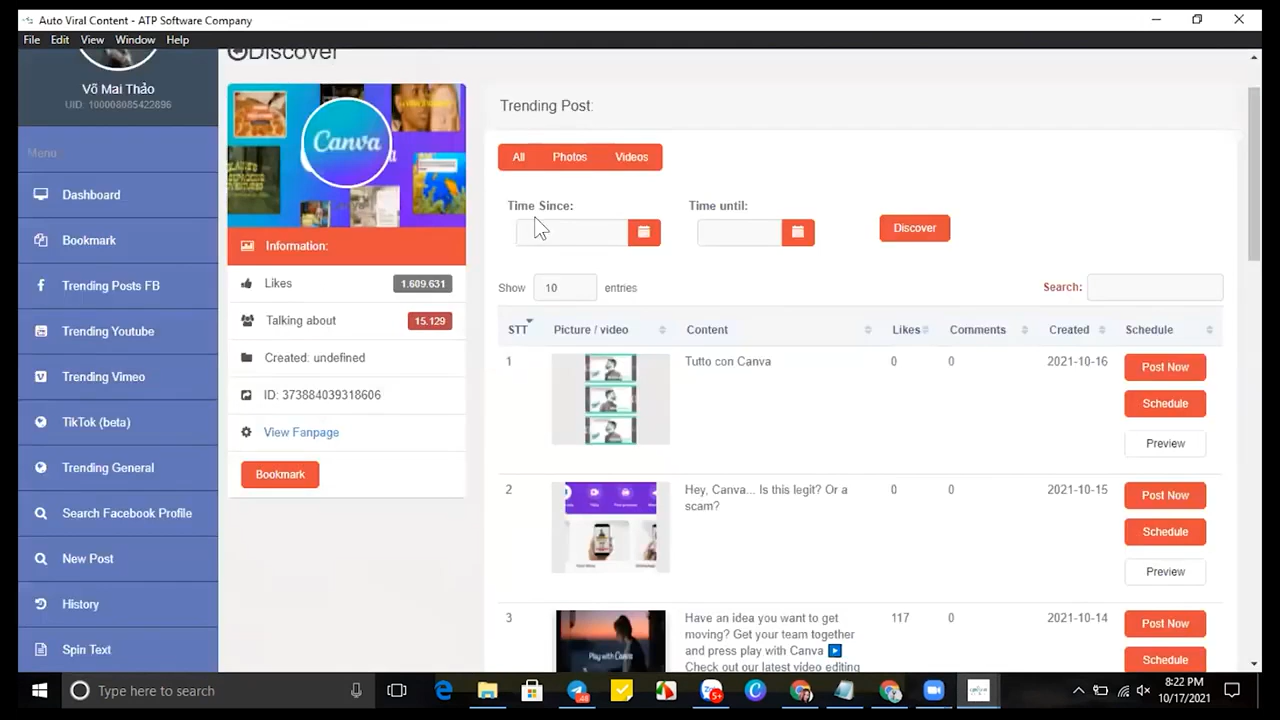 Auto Viral Content - ATP Software Company
File Edit View Window Help
Discover
Võ Mai Thảo
UID: 100008085422896
Menu
Dashboard
Bookmark
Trending Posts FB
Trending Youtube
Trending Vimeo
TikTok (beta)
Trending General
Search Facebook Profile
New Post
History
Spin Text
Canva
Information:
Likes 1.609.631
Talking about 15.129
Created: undefined
ID: 373884039318606
View Fanpage
Bookmark
Trending Post:
All Photos Videos
Time Since: Time until:
Discover
Show 10 entries Search:
STT Picture / video Content Likes Comments Created Schedule
1 Tutto con Canva 0 0 2021-10-16 Post Now
Schedule
Preview
2 Hey, Canva... Is this legit? Or a 0 0 2021-10-15 Post Now
scam?
Schedule
Preview
3 Have an idea you want to get 117 0 2021-10-14 Post Now
moving? Get your team together
and press play with Canva ▶
Check out our latest video editing
Schedule
Play with Canva
Type here to search
8:22 PM
10/17/2021